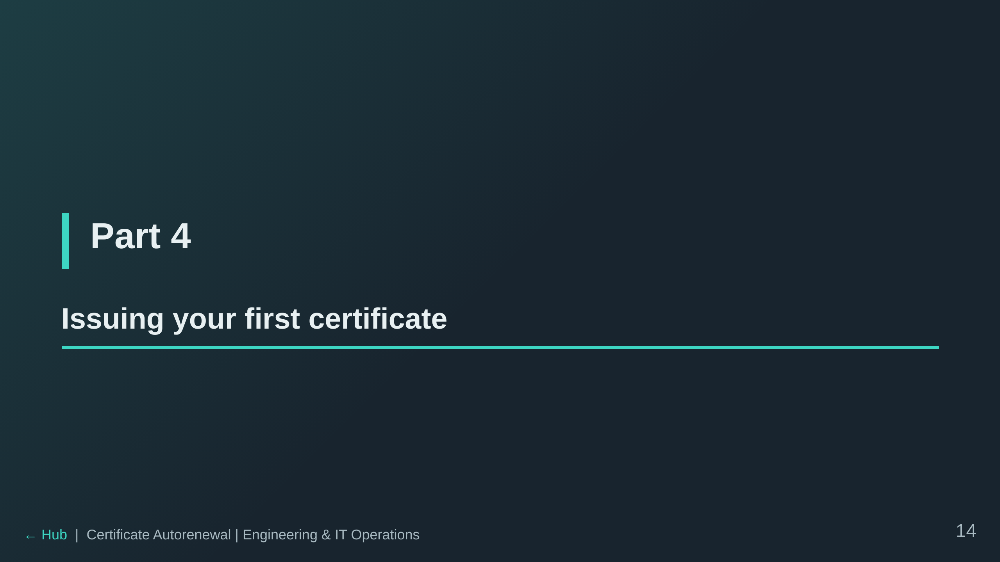 Part 4
Issuing your first certificate
← Hub | Certificate Autorenewal | Engineering & IT Operations
14